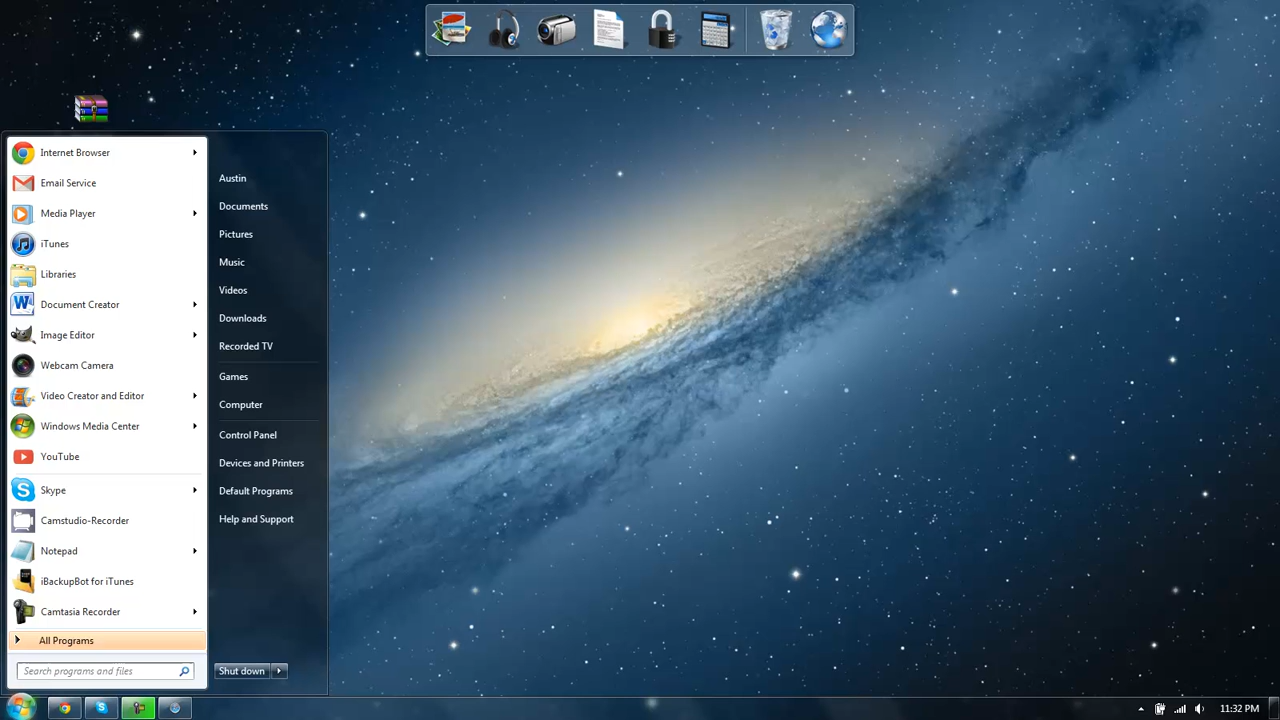 Internet Browser
Email Service
Media Player
iTunes
Libraries
Document Creator
Image Editor
Webcam Camera
Video Creator and Editor
Windows Media Center
YouTube
Skype
Camstudio-Recorder
Notepad
iBackupBot for iTunes
Camtasia Recorder
All Programs
Search programs and files
Austin
Documents
Pictures
Music
Videos
Downloads
Recorded TV
Games
Computer
Control Panel
Devices and Printers
Default Programs
Help and Support
Shut down
11:32 PM